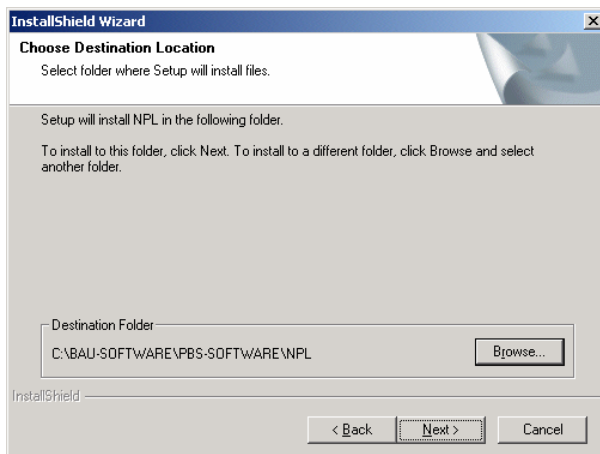 InstallShield Wizard
Choose Destination Location
Select folder where Setup will install files.
Setup will install NPL in the following folder.
To install to this folder, click Next. To install to a different folder, click Browse and select
another folder.
Destination Folder
C:\BAU-SOFTWARE\PBS-SOFTWARE\NPL
Browse...
InstallShield
< Back
Next >
Cancel